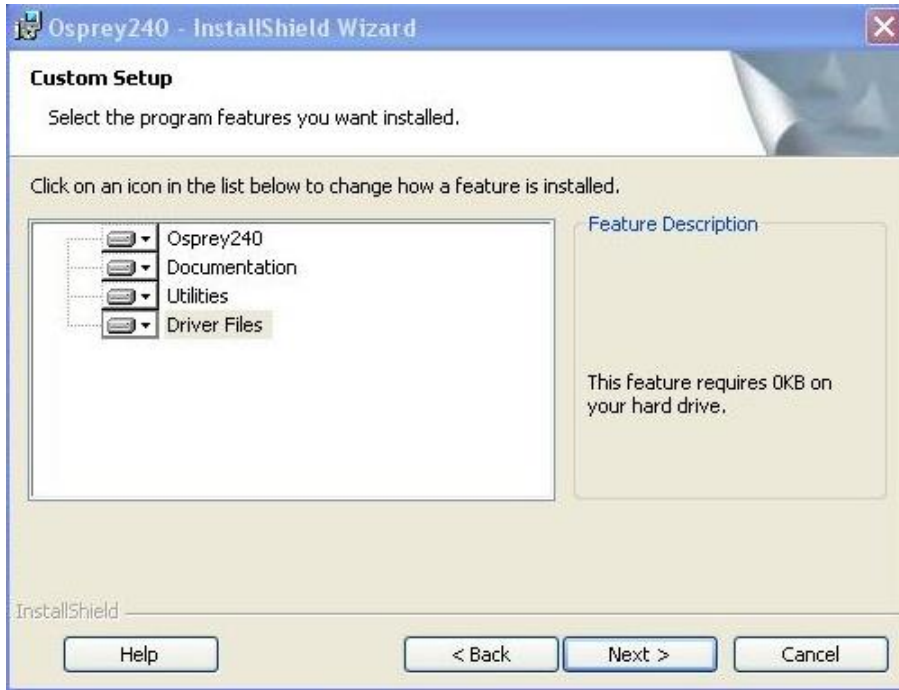 Osprey240 - InstallShield Wizard
Custom Setup
Select the program features you want installed.
Click on an icon in the list below to change how a feature is installed.
Osprey240
Documentation
Utilities
Driver Files
Feature Description
This feature requires 0KB on
your hard drive.
InstallShield
Help
< Back
Next >
Cancel